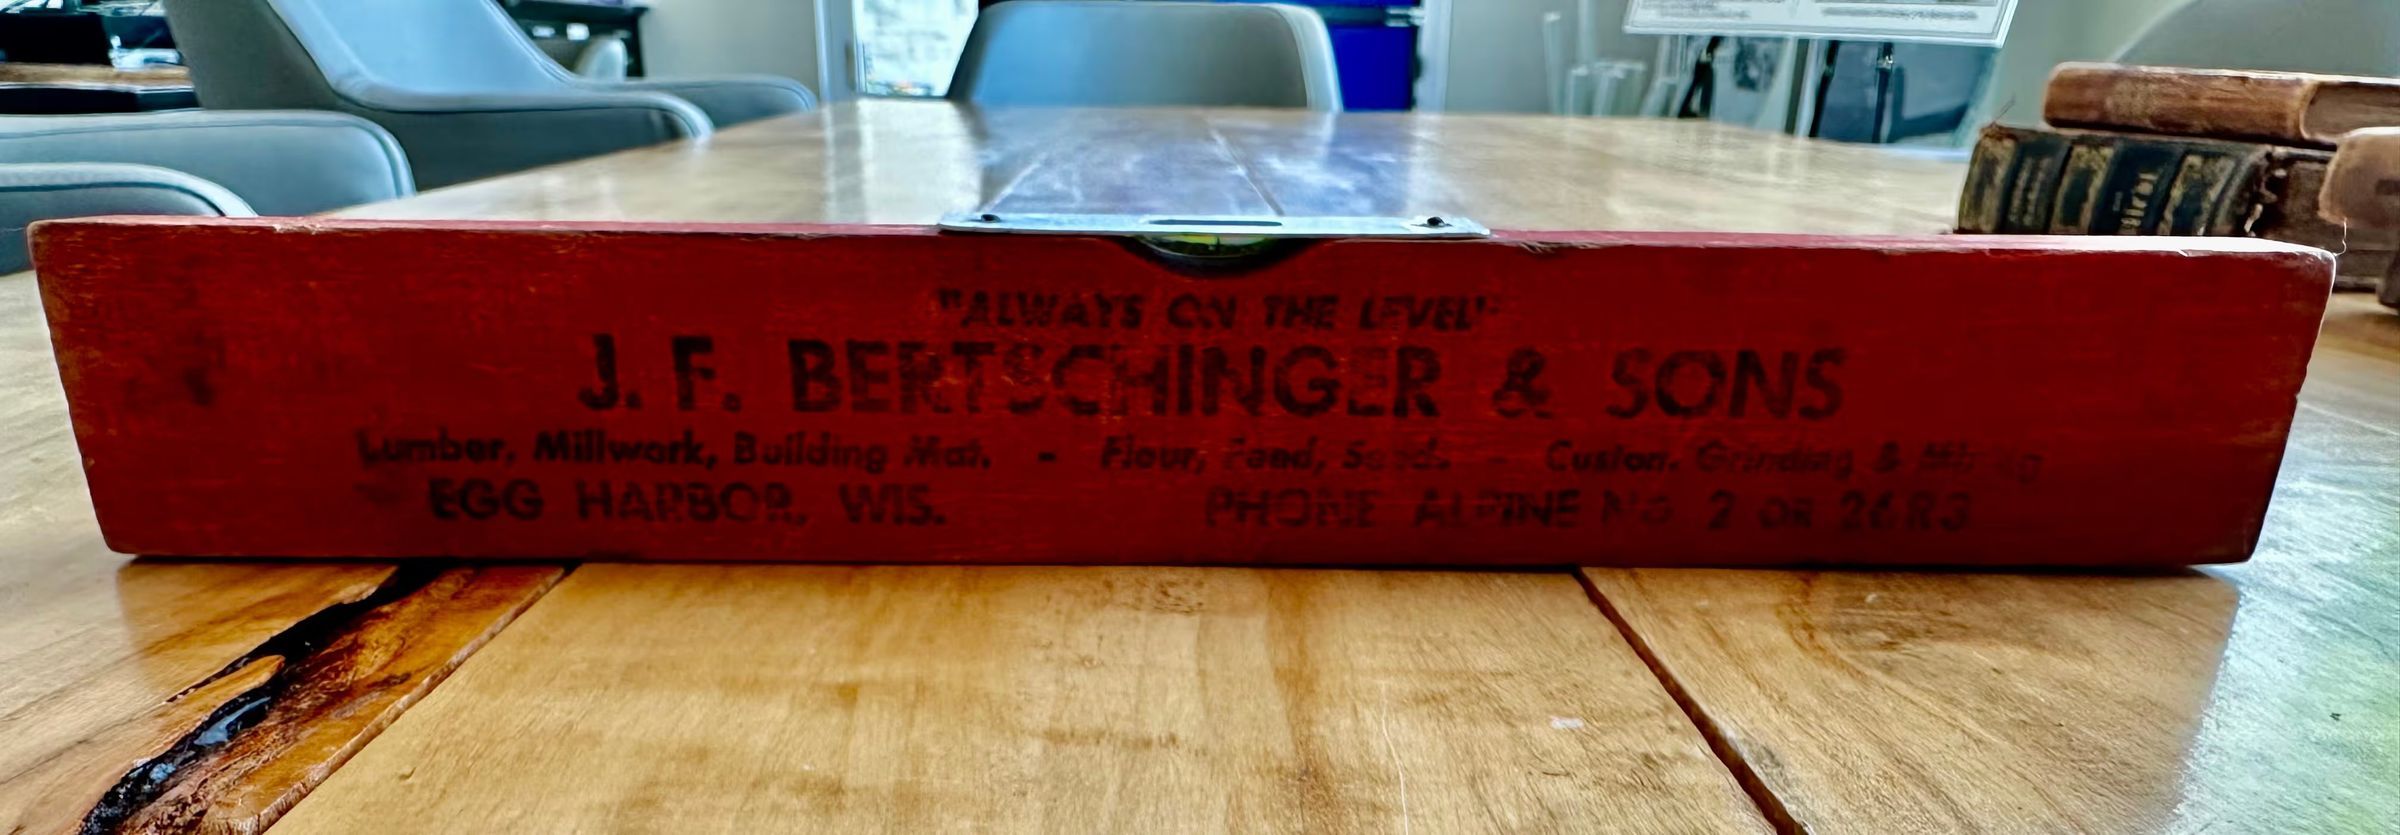 "ALWAYS ON THE LEVEL"
J. F. BERTSCHINGER & SONS
Lumber, Millwork, Building Mat. - Flour, Feed, Seeds - Custom Grinding & Mixing
EGG HARBOR, WIS. PHONE ALPINE No 2 OR 26R3